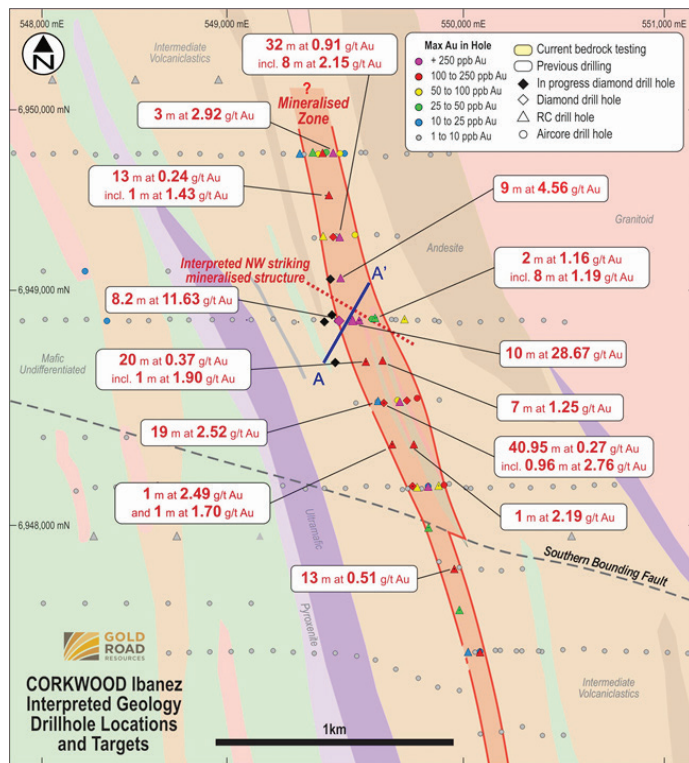 548,000 mE
549,000 mE
550,000 mE
551,000 mE
N
Intermediate
Volcaniclastics
32 m at 0.91 g/t Au
incl. 8 m at 2.15 g/t Au
Max Au in Hole
+ 250 ppb Au
100 to 250 ppb Au
50 to 100 ppb Au
25 to 50 ppb Au
10 to 25 ppb Au
1 to 10 ppb Au
Current bedrock testing
Previous drilling
In progress diamond drill hole
Diamond drill hole
RC drill hole
Aircore drill hole
6,950,000 mN
?
Mineralised
Zone
3 m at 2.92 g/t Au
13 m at 0.24 g/t Au
incl. 1 m at 1.43 g/t Au
9 m at 4.56 g/t Au
Granitoid
Andesite
2 m at 1.16 g/t Au
incl. 8 m at 1.19 g/t Au
Interpreted NW striking
mineralised structure
A'
6,949,000 mN
8.2 m at 11.63 g/t Au
Mafic
Undifferentiated
20 m at 0.37 g/t Au
incl. 1 m at 1.90 g/t Au
A
10 m at 28.67 g/t Au
7 m at 1.25 g/t Au
19 m at 2.52 g/t Au
40.95 m at 0.27 g/t Au
incl. 0.96 m at 2.76 g/t Au
1 m at 2.49 g/t Au
and 1 m at 1.70 g/t Au
1 m at 2.19 g/t Au
6,948,000 mN
Ultramafic
Southern Bounding Fault
13 m at 0.51 g/t Au
Pyroxenite
GOLD
ROAD
RESOURCES
CORKWOOD Ibanez
Interpreted Geology
Drillhole Locations
and Targets
Intermediate
Volcaniclastics
1km